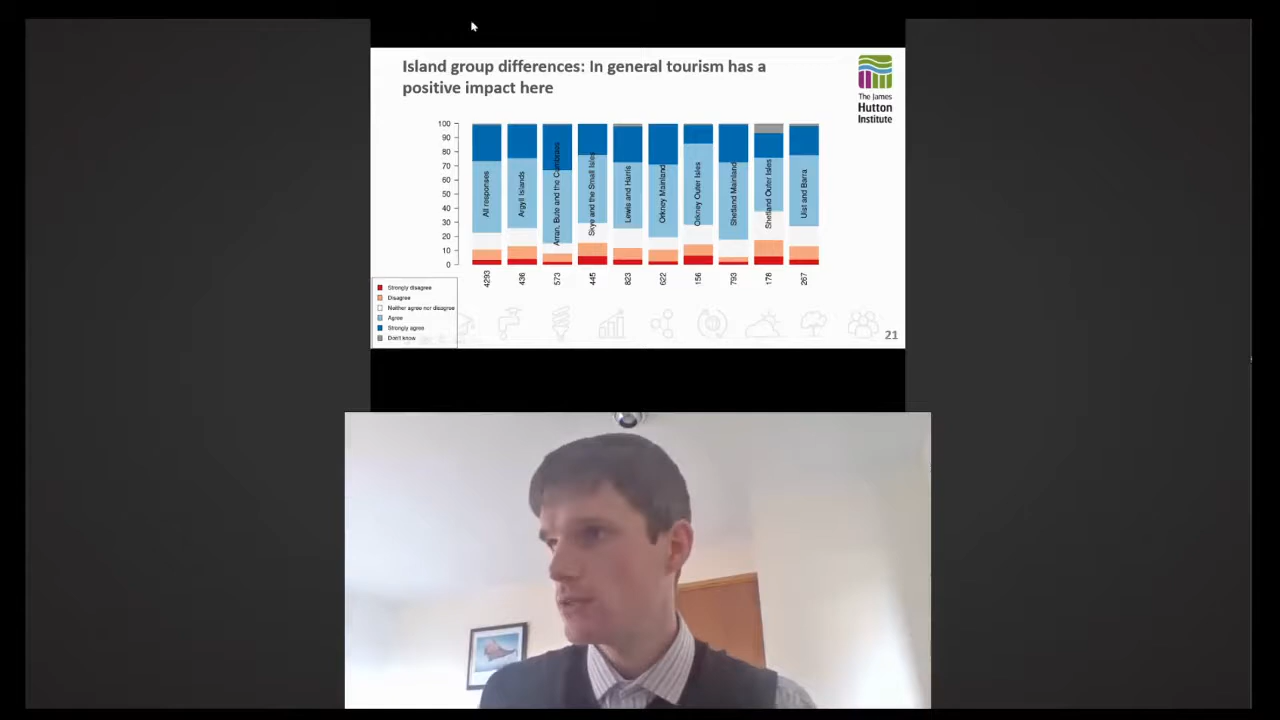 Island group differences: In general tourism has a
positive impact here
The James
Hutton
Institute
100
90
80
70
60
50
40
30
20
10
0
All responses
Argyll Islands
Arran, Bute and the Cumbraes
Skye and the Small Isles
Lewis and Harris
Orkney Mainland
Orkney Outer Isles
Shetland Mainland
Shetland Outer Isles
Uist and Barra
4293
436
573
445
823
622
156
793
178
267
Strongly disagree
Disagree
Neither agree nor disagree
Agree
Strongly agree
Don't know
21